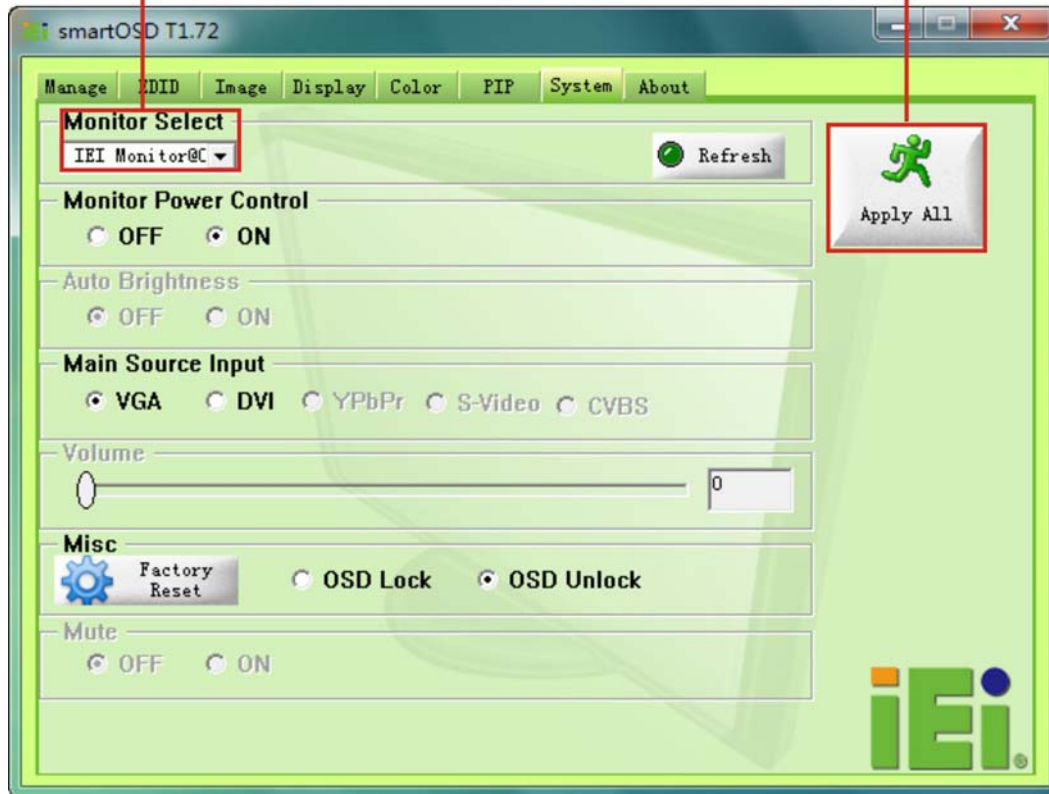 smartOSD T1.72
Manage EDID Image Display Color PIP System About
Monitor Select
IEI Monitor@C
Refresh
Apply All
Monitor Power Control
OFF ON
Auto Brightness
OFF ON
Main Source Input
VGA DVI YPbPr S-Video CVBS
Volume
0
Misc
Factory
Reset
OSD Lock OSD Unlock
Mute
OFF ON
iEi®